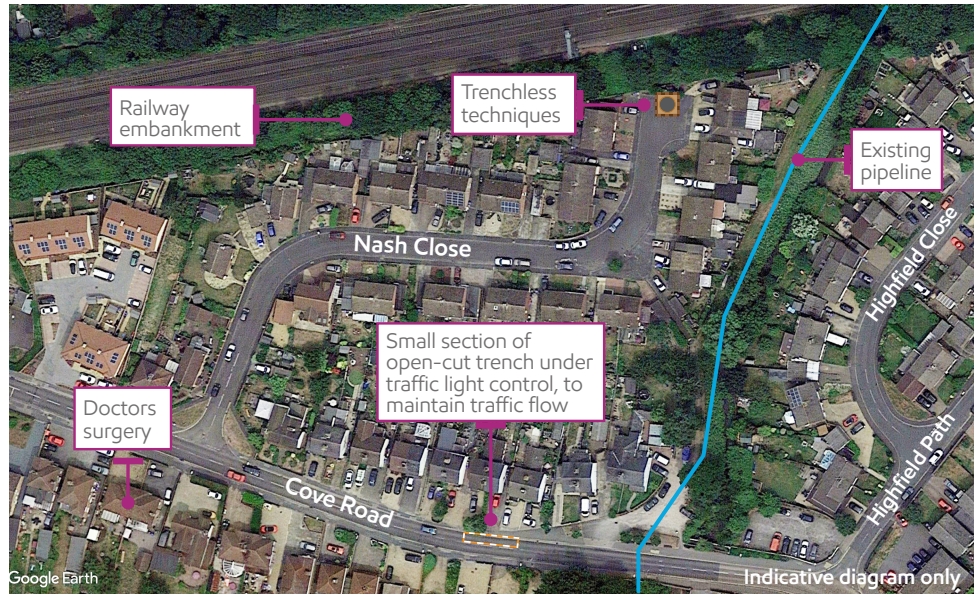 Railway
embankment
Trenchless
techniques
Existing
pipeline
Nash Close
Highfield Close
Small section of
open-cut trench under
traffic light control, to
maintain traffic flow
Doctors
surgery
Cove Road
Highfield Path
Google Earth
Indicative diagram only